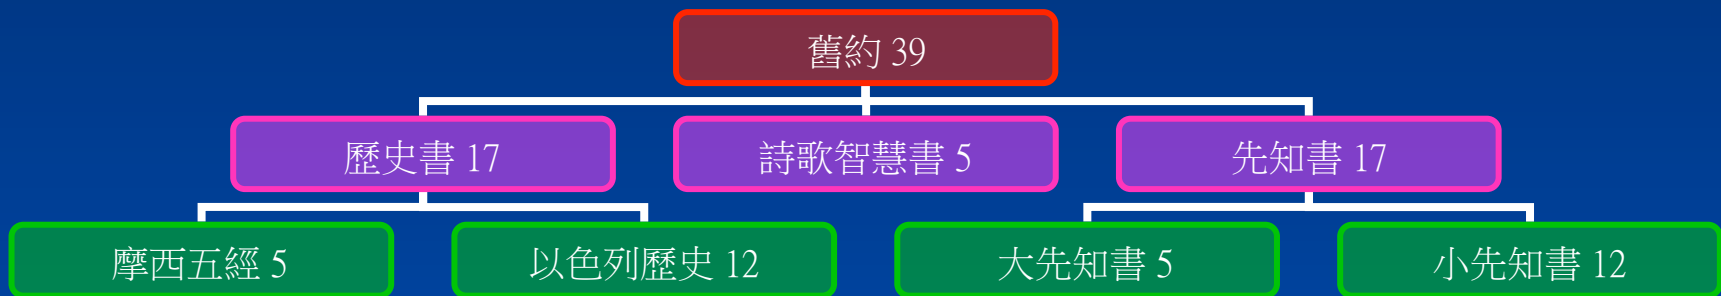 舊約 39
歷史書 17
詩歌智慧書 5
先知書 17
摩西五經 5
以色列歷史 12
大先知書 5
小先知書 12